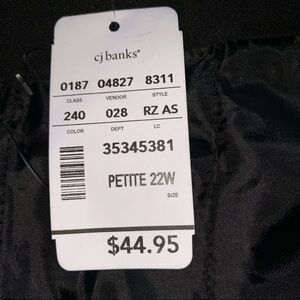 cj banks®
0187 04827 8311
CLASS VENDOR STYLE
240 028 RZ AS
COLOR DEPT LC
35345381
PETITE 22W
SIZE
$44.95